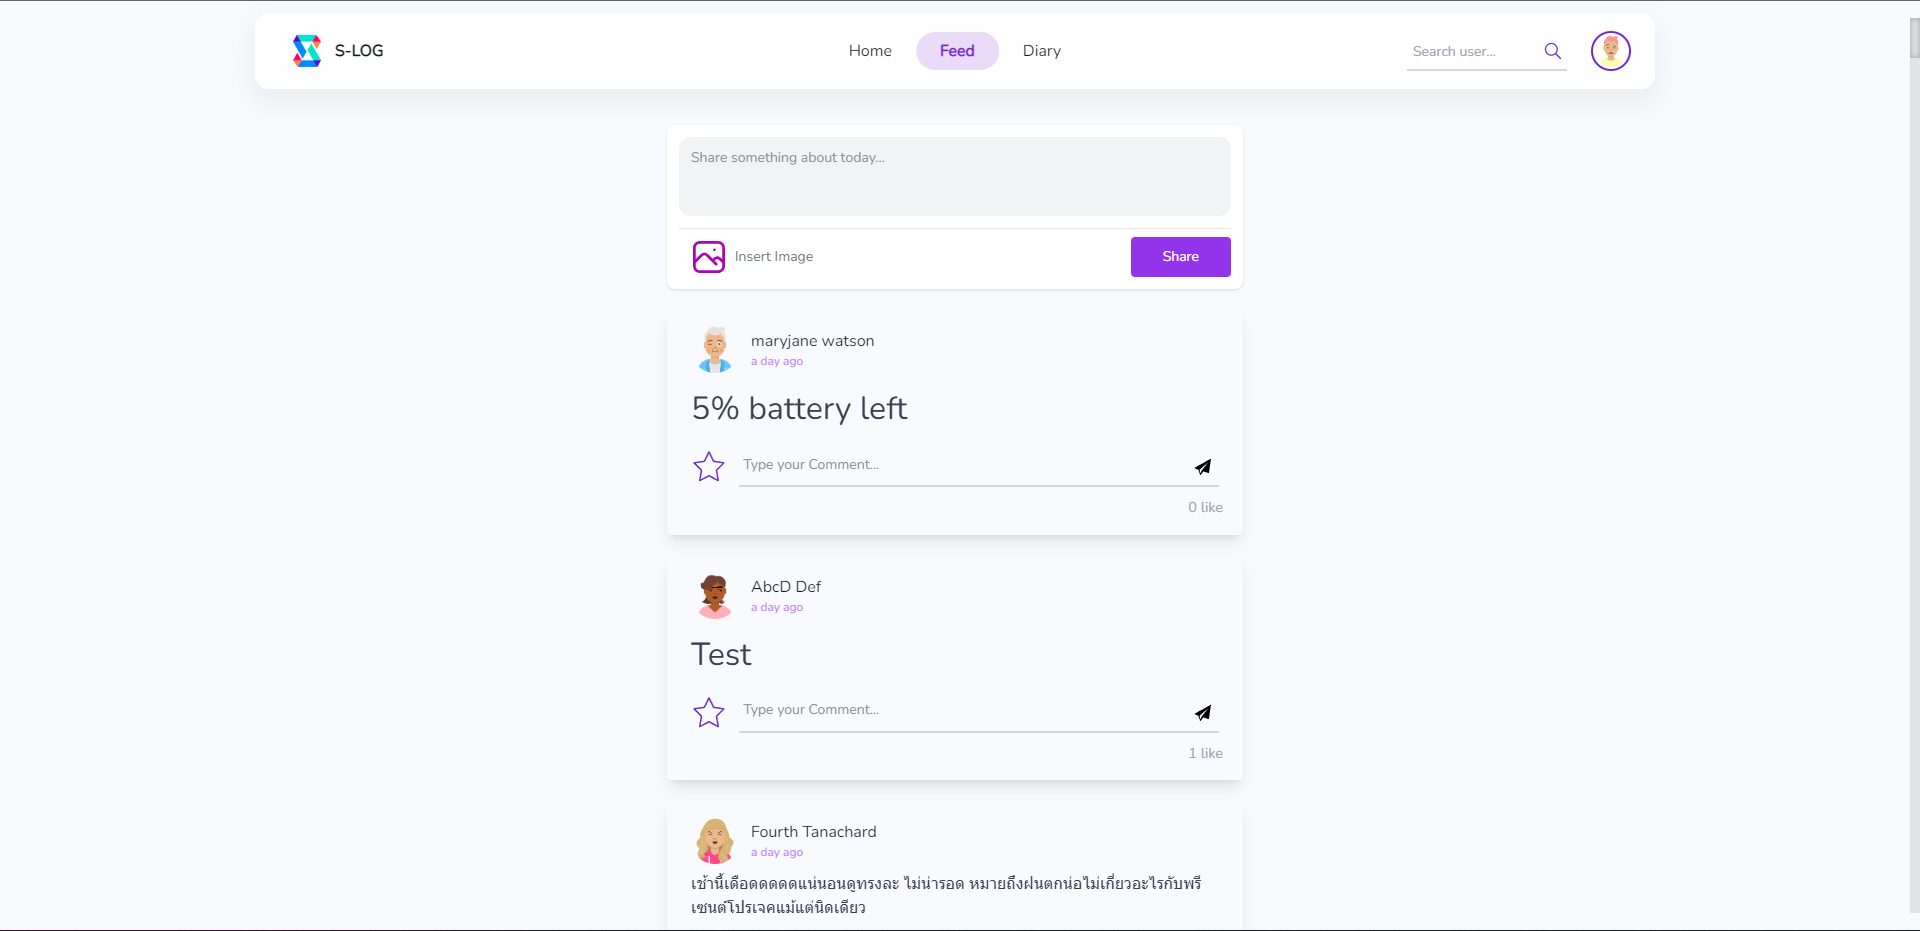 S-LOG
Home
Feed
Diary
Search user...
Share something about today...
Insert Image
Share
maryjane watson
a day ago
5% battery left
Type your Comment...
0 like
AbcD Def
a day ago
Test
Type your Comment...
1 like
Fourth Tanachard
a day ago
เช้านี้เดือดดดดดแน่นอนดูทรงละ ไม่น่ารอด หมายถึงฝนตกน่อไม่เกี่ยวอะไรกับพรี
เซนต์โปรเจคแม้แต่นิดเดียว